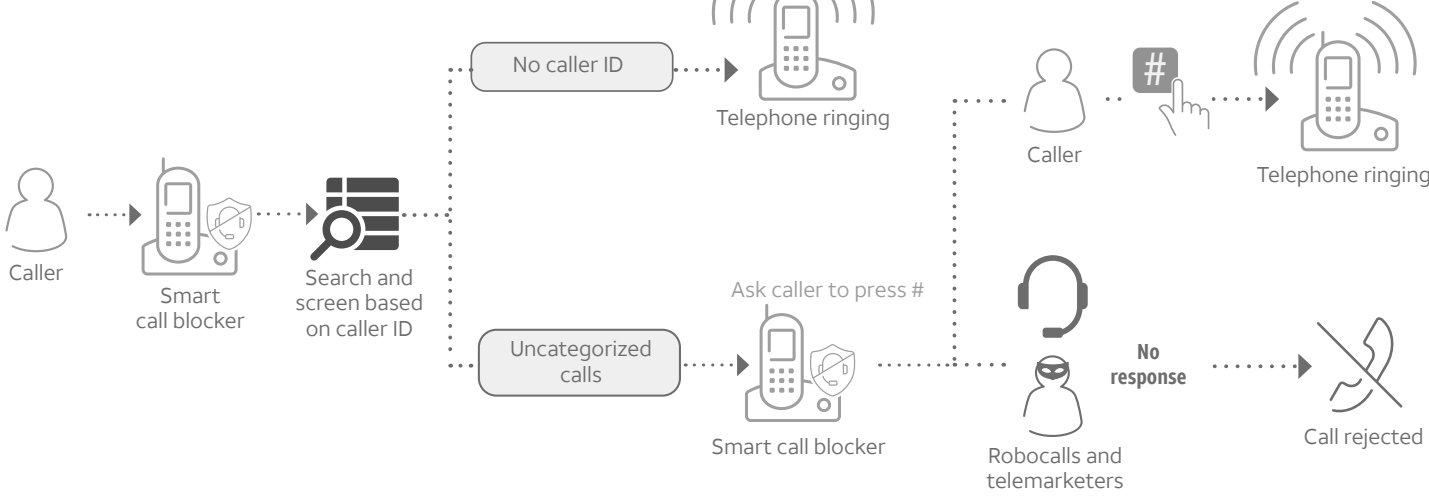 No caller ID
Telephone ringing
#
Caller
Telephone ringing
Caller
Smart
call blocker
Search and
screen based
on caller ID
Ask caller to press #
Uncategorized
calls
Smart call blocker
No
response
Robocalls and
telemarketers
Call rejected